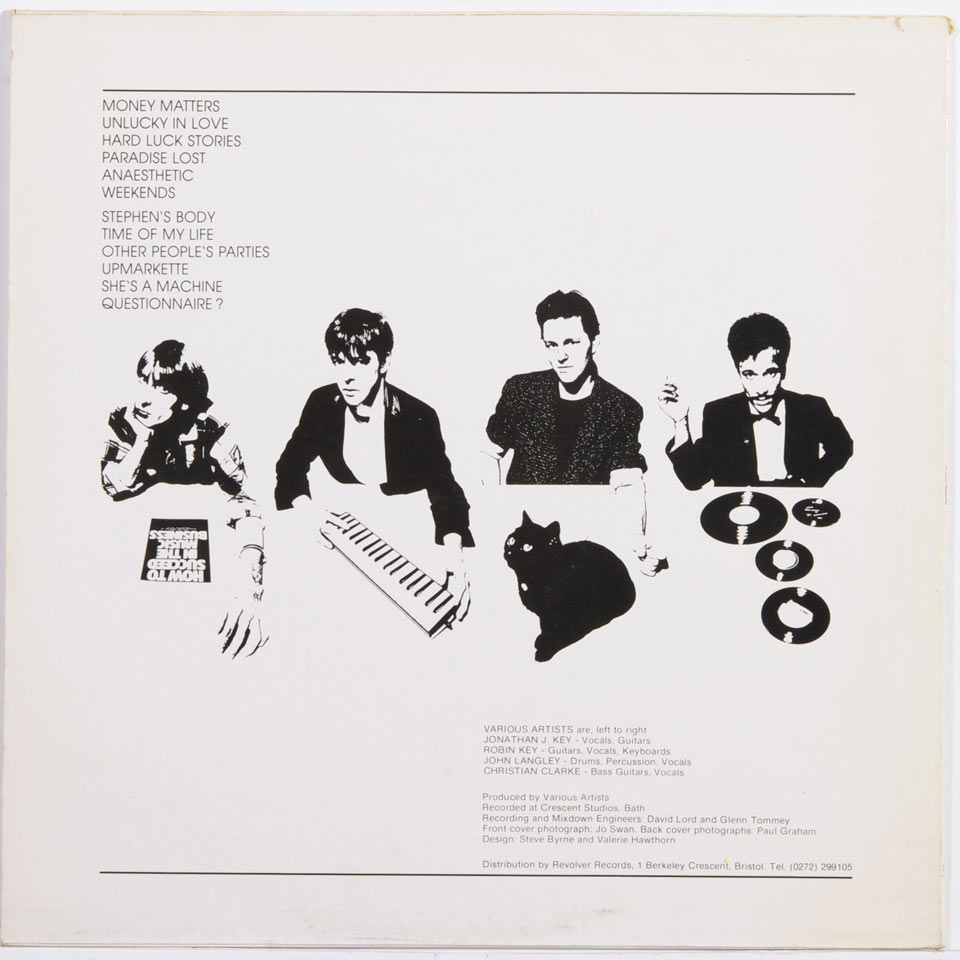 MONEY MATTERS
UNLUCKY IN LOVE
HARD LUCK STORIES
PARADISE LOST
ANAESTHETIC
WEEKENDS
STEPHEN'S BODY
TIME OF MY LIFE
OTHER PEOPLE'S PARTIES
UPMARKETTE
SHE'S A MACHINE
QUESTIONNAIRE ?
HOW TO
SUCCEED
IN THE
MUSIC
BUSINESS
VARIOUS ARTISTS are, left to right
JONATHAN J. KEY - Vocals, Guitars
ROBIN KEY - Guitars, Vocals, Keyboards
JOHN LANGLEY - Drums, Percussion, Vocals
CHRISTIAN CLARKE - Bass Guitars, Vocals
Produced by Various Artists
Recorded at Crescent Studios, Bath
Recording and Mixdown Engineers: David Lord and Glenn Tommey
Front cover photograph: Jo Swan. Back cover photographs: Paul Graham
Design: Steve Byrne and Valerie Hawthorn
Distribution by Revolver Records, 1 Berkeley Crescent, Bristol. Tel. (0272) 299105